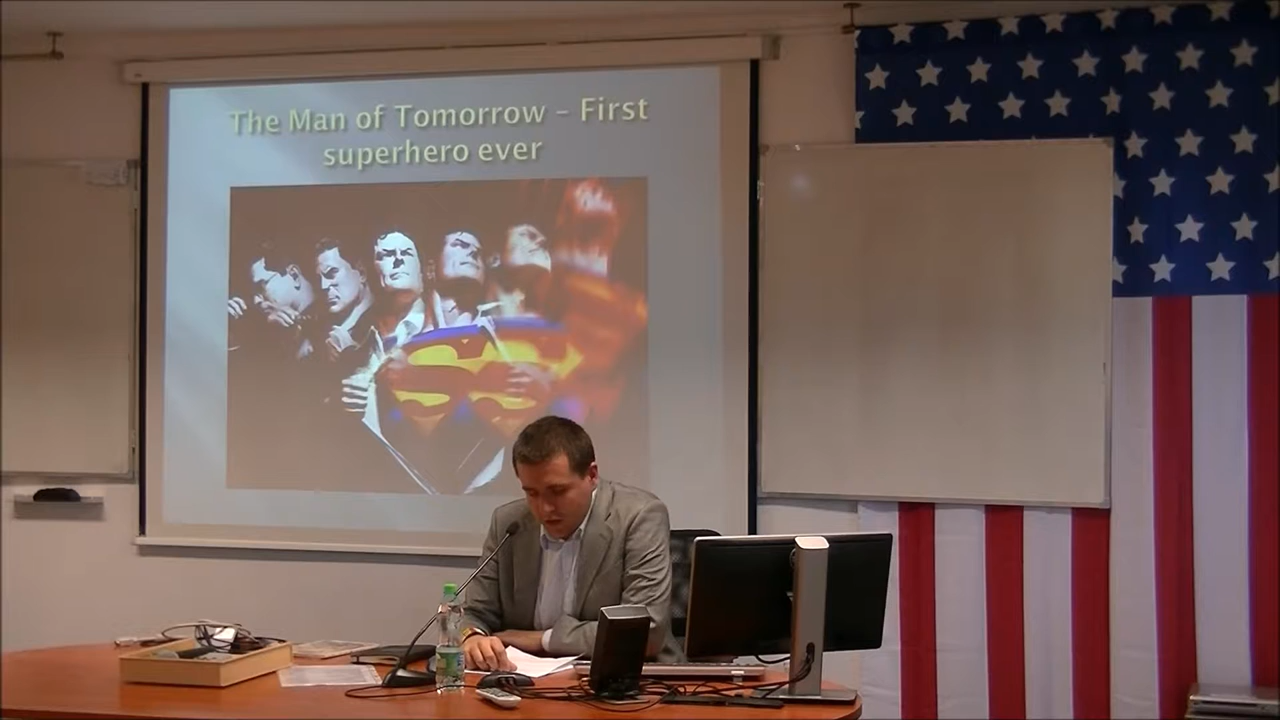 The Man of Tomorrow – First
superhero ever